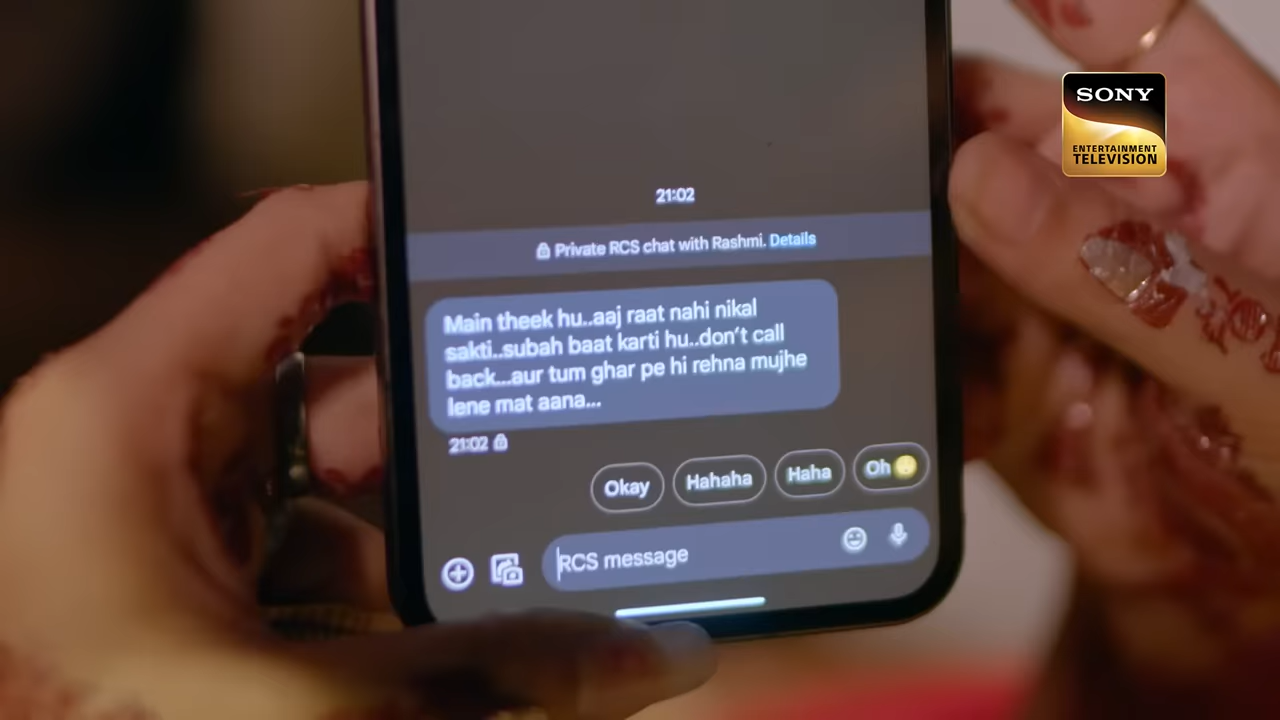 SONY
ENTERTAINMENT
TELEVISION
21:02
Private RCS chat with Rashmi. Details
Main theek hu..aaj raat nahi nikal
sakti..subah baat karti hu..don't call
back...aur tum ghar pe hi rehna mujhe
lene mat aana...
21:02
Okay
Hahaha
Haha
Oh
RCS message